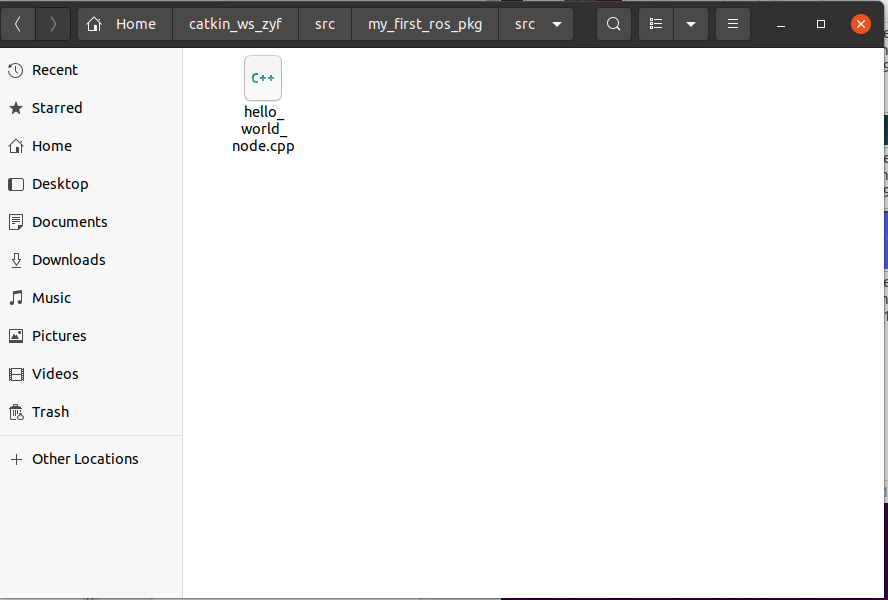 Home catkin_ws_zyf src my_first_ros_pkg src
Recent
Starred
Home
Desktop
Documents
Downloads
Music
Pictures
Videos
Trash
Other Locations
C++
hello_
world_
node.cpp